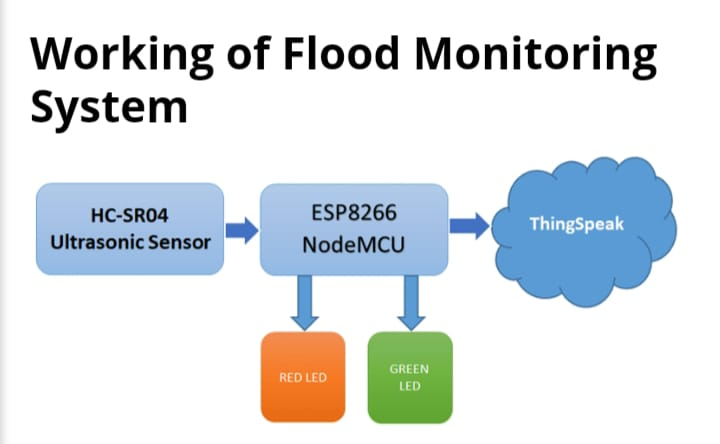 Working of Flood Monitoring
System
HC-SR04
Ultrasonic Sensor
ESP8266
NodeMCU
ThingSpeak
RED LED
GREEN
LED